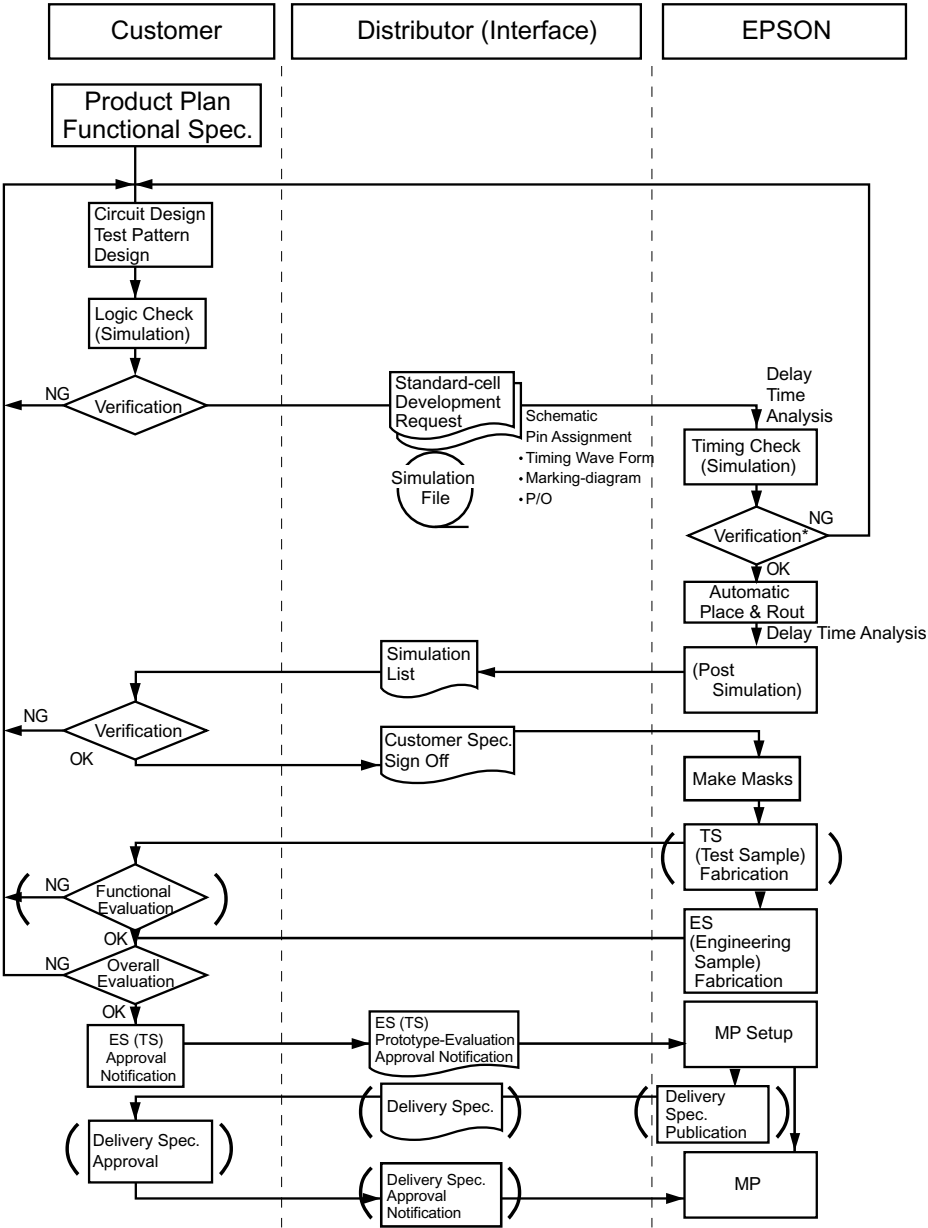 Customer
Distributor (Interface)
EPSON
Product Plan
Functional Spec.
Circuit Design
Test Pattern
Design
Logic Check
(Simulation)
NG
Verification
Standard-cell
Development
Request
Schematic
Pin Assignment
• Timing Wave Form
• Marking-diagram
• P/O
Simulation
File
Delay
Time
Analysis
Timing Check
(Simulation)
NG
Verification*
OK
Automatic
Place & Rout
Delay Time Analysis
(Post
Simulation)
Simulation
List
NG
Verification
OK
Customer Spec.
Sign Off
Make Masks
TS
(Test Sample)
Fabrication
NG
Functional
Evaluation
OK
ES
(Engineering
Sample)
Fabrication
NG
Overall
Evaluation
OK
ES (TS)
Approval
Notification
ES (TS)
Prototype-Evaluation
Approval Notification
MP Setup
Delivery
Spec.
Publication
Delivery Spec.
Delivery Spec.
Approval
Delivery Spec.
Approval
Notification
MP